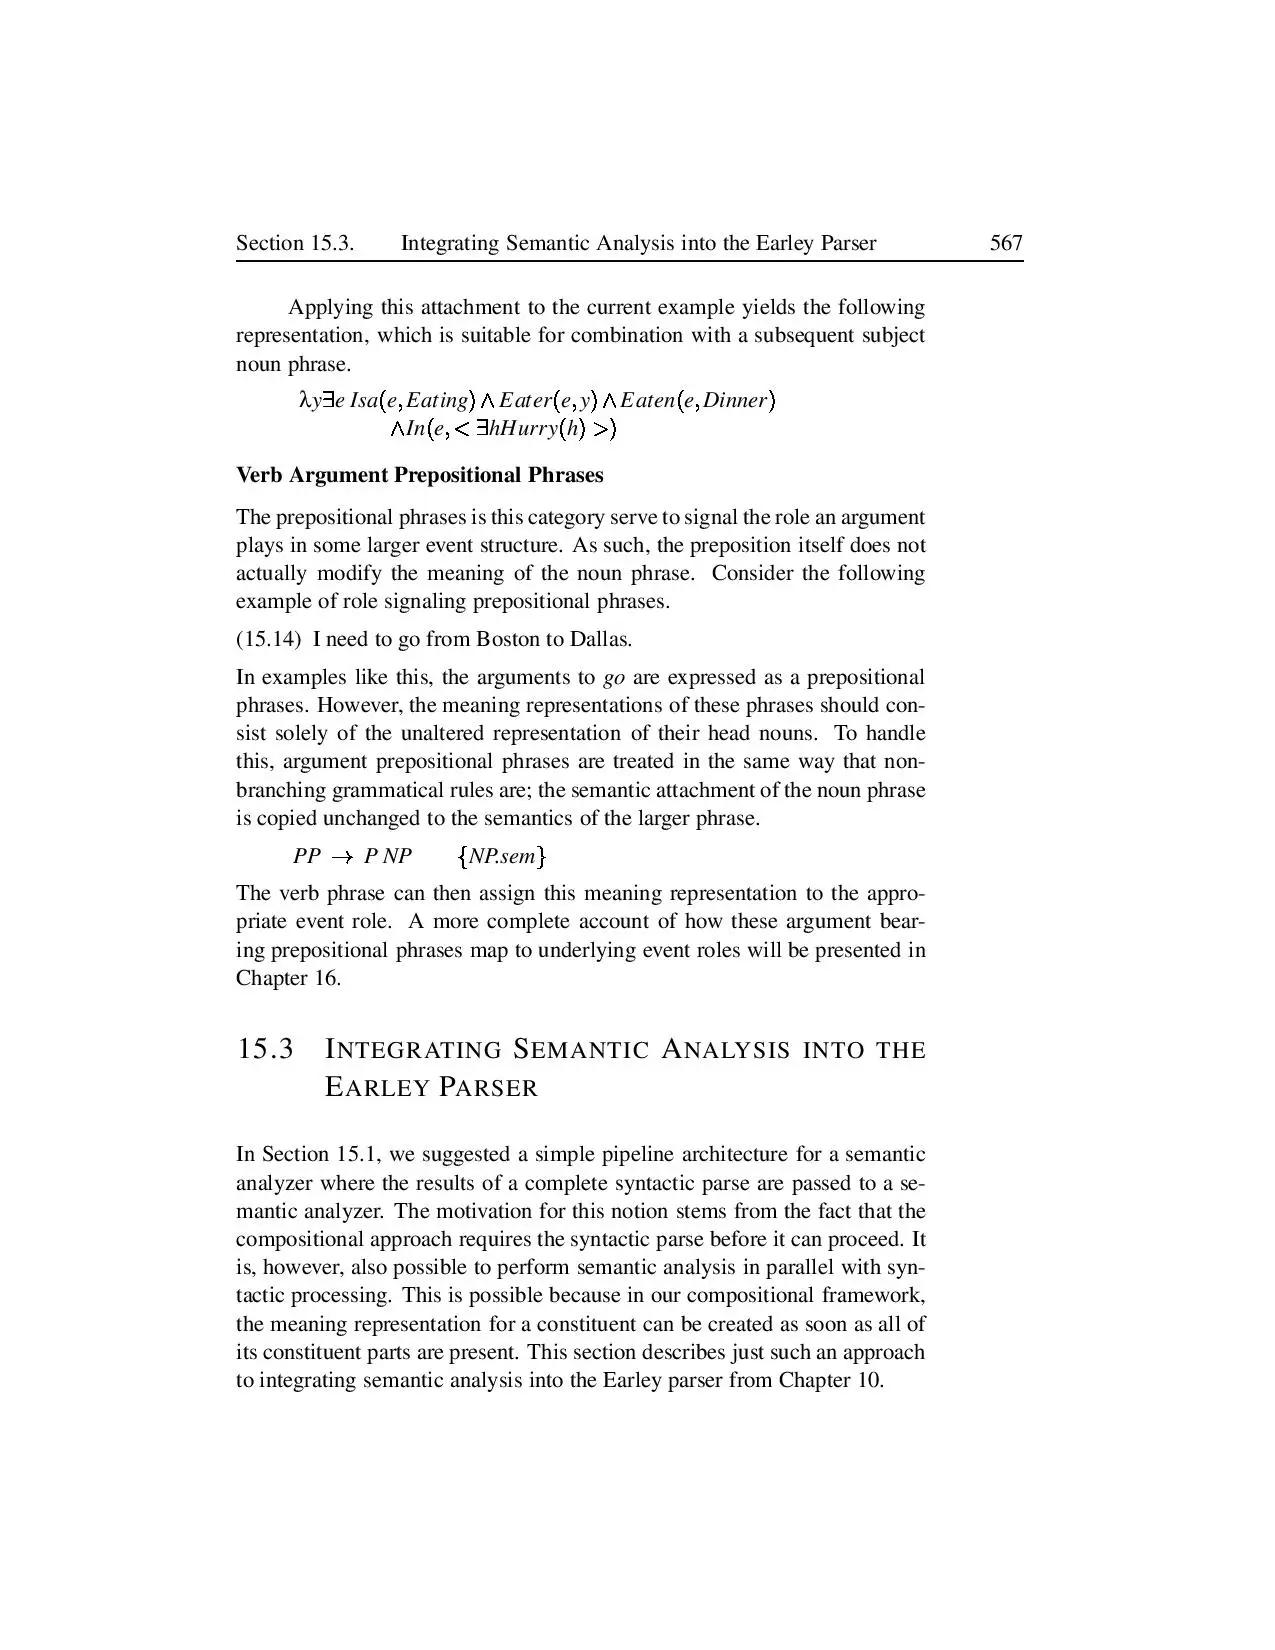 Section 15.3. Integrating Semantic Analysis into the Earley Parser 567
Applying this attachment to the current example yields the following
representation, which is suitable for combination with a subsequent subject
noun phrase.
λy∃e Isa(e,Eating) ∧ Eater(e,y) ∧ Eaten(e,Dinner)
∧In(e,< ∃hHurry(h) >)
Verb Argument Prepositional Phrases
The prepositional phrases is this category serve to signal the role an argument
plays in some larger event structure. As such, the preposition itself does not
actually modify the meaning of the noun phrase. Consider the following
example of role signaling prepositional phrases.
(15.14) I need to go from Boston to Dallas.
In examples like this, the arguments to go are expressed as a prepositional
phrases. However, the meaning representations of these phrases should con-
sist solely of the unaltered representation of their head nouns. To handle
this, argument prepositional phrases are treated in the same way that non-
branching grammatical rules are; the semantic attachment of the noun phrase
is copied unchanged to the semantics of the larger phrase.
PP → P NP {NP.sem}
The verb phrase can then assign this meaning representation to the appro-
priate event role. A more complete account of how these argument bear-
ing prepositional phrases map to underlying event roles will be presented in
Chapter 16.
15.3 INTEGRATING SEMANTIC ANALYSIS INTO THE
EARLEY PARSER
In Section 15.1, we suggested a simple pipeline architecture for a semantic
analyzer where the results of a complete syntactic parse are passed to a se-
mantic analyzer. The motivation for this notion stems from the fact that the
compositional approach requires the syntactic parse before it can proceed. It
is, however, also possible to perform semantic analysis in parallel with syn-
tactic processing. This is possible because in our compositional framework,
the meaning representation for a constituent can be created as soon as all of
its constituent parts are present. This section describes just such an approach
to integrating semantic analysis into the Earley parser from Chapter 10.